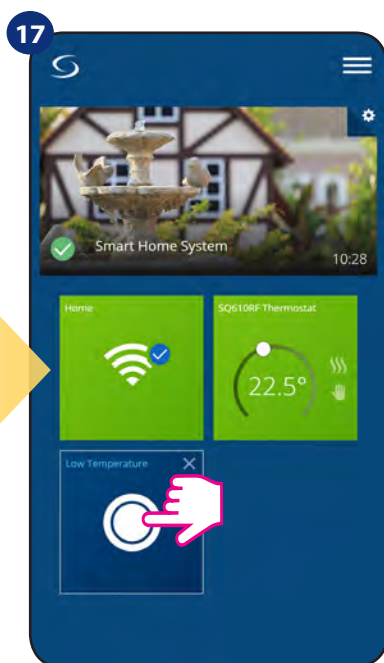 17
Smart Home System
10:28
Home
SQ610RF Thermostat
22.5°
Low Temperature